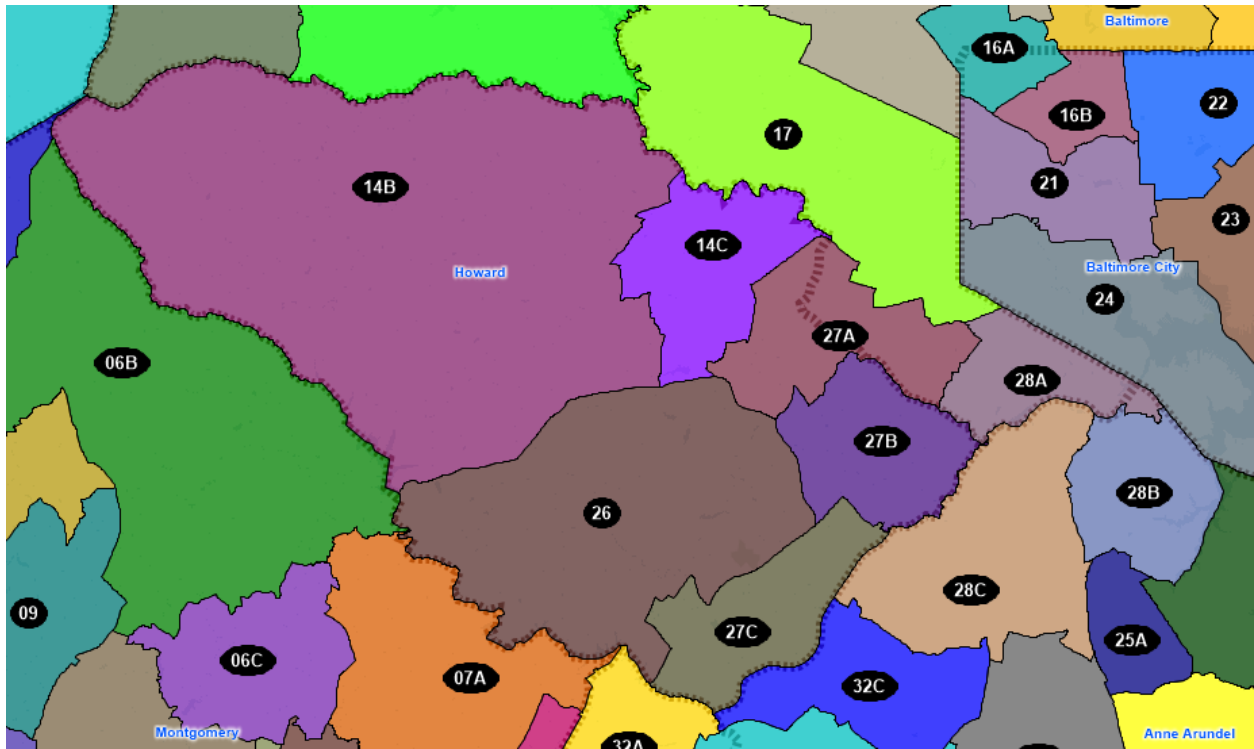 Baltimore
16A
22
16B
17
21
14B
23
14C
Howard
Baltimore City
24
27A
06B
28A
27B
28B
26
28C
09
27C
25A
06C
07A
32C
Montgomery
Anne Arundel
32A